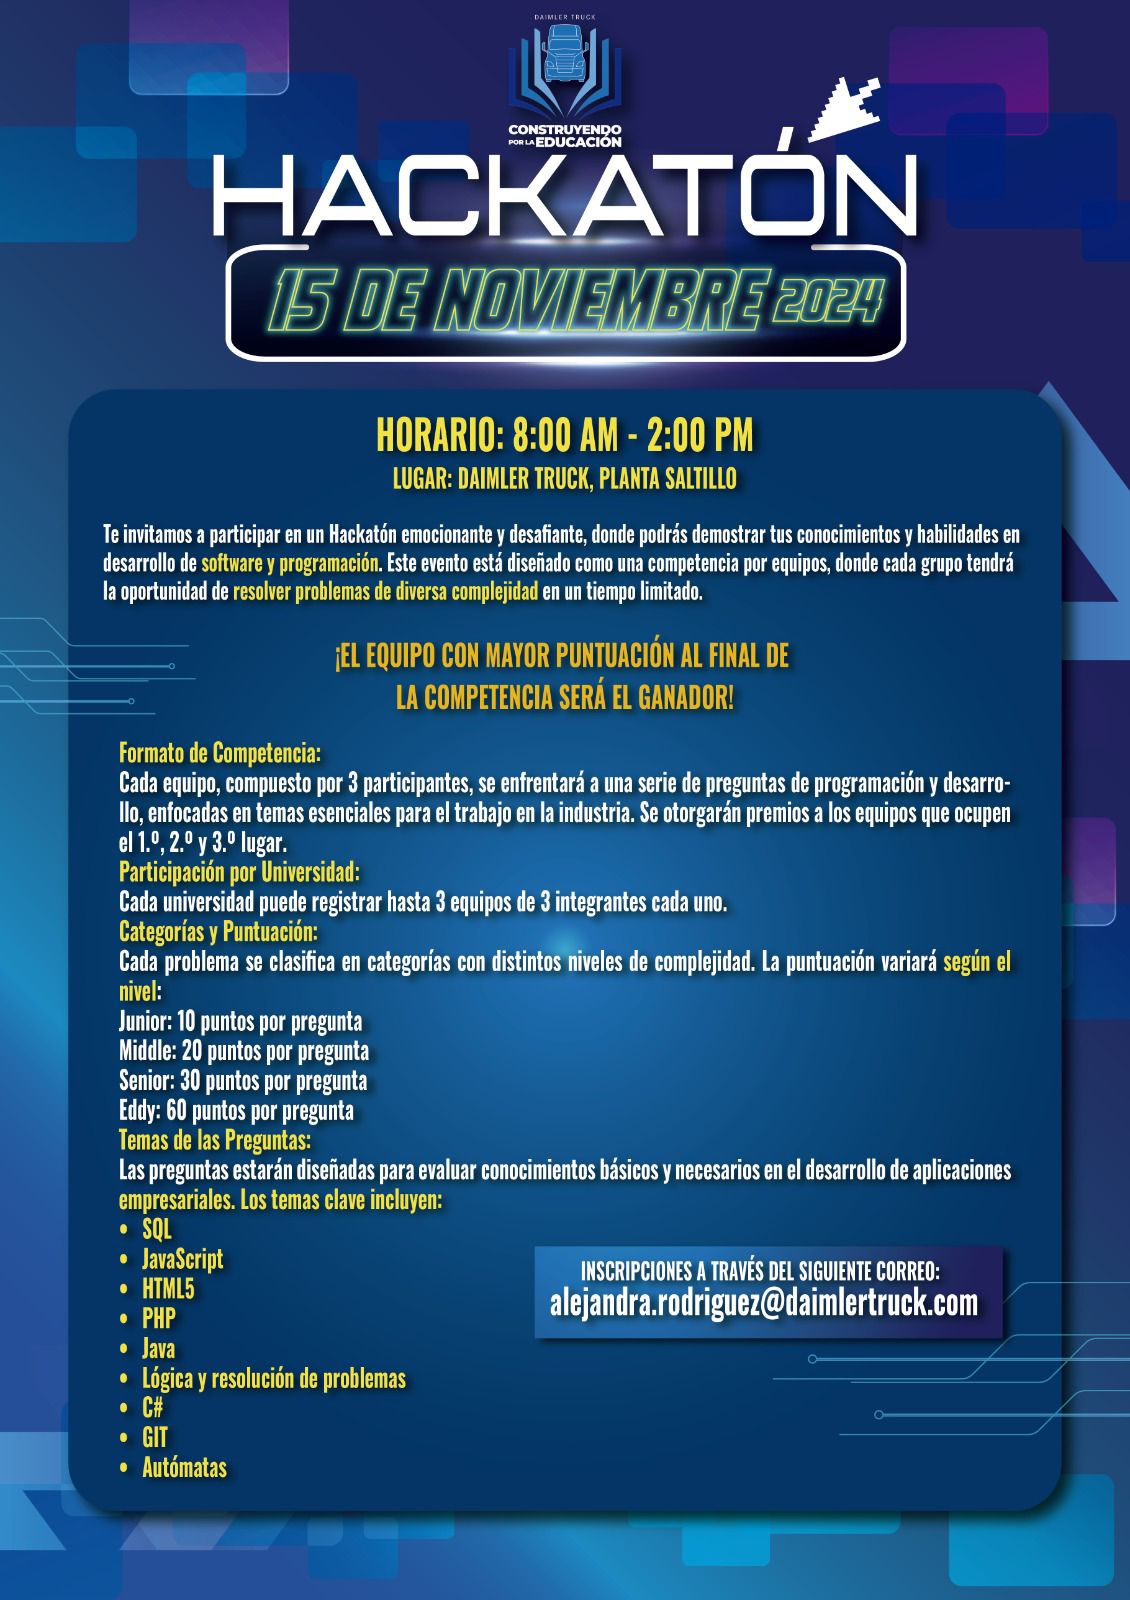 DAIMLER TRUCK
CONSTRUYENDO
POR LA EDUCACIÓN
HACKATÓN
15 DE NOVIEMBRE 2024
HORARIO: 8:00 AM - 2:00 PM
LUGAR: DAIMLER TRUCK, PLANTA SALTILLO
Te invitamos a participar en un Hackatón emocionante y desafiante, donde podrás demostrar tus conocimientos y habilidades en
desarrollo de software y programación. Este evento está diseñado como una competencia por equipos, donde cada grupo tendrá
la oportunidad de resolver problemas de diversa complejidad en un tiempo limitado.
¡EL EQUIPO CON MAYOR PUNTUACIÓN AL FINAL DE
LA COMPETENCIA SERÁ EL GANADOR!
Formato de Competencia:
Cada equipo, compuesto por 3 participantes, se enfrentará a una serie de preguntas de programación y desarro-
llo, enfocadas en temas esenciales para el trabajo en la industria. Se otorgarán premios a los equipos que ocupen
el 1.º, 2.º y 3.º lugar.
Participación por Universidad:
Cada universidad puede registrar hasta 3 equipos de 3 integrantes cada uno.
Categorías y Puntuación:
Cada problema se clasifica en categorías con distintos niveles de complejidad. La puntuación variará según el
nivel:
Junior: 10 puntos por pregunta
Middle: 20 puntos por pregunta
Senior: 30 puntos por pregunta
Eddy: 60 puntos por pregunta
Temas de las Preguntas:
Las preguntas estarán diseñadas para evaluar conocimientos básicos y necesarios en el desarrollo de aplicaciones
empresariales. Los temas clave incluyen:
• SQL
• JavaScript
• HTML5
• PHP
• Java
• Lógica y resolución de problemas
• C#
• GIT
• Autómatas
INSCRIPCIONES A TRAVÉS DEL SIGUIENTE CORREO:
alejandra.rodriguez@daimlertruck.com